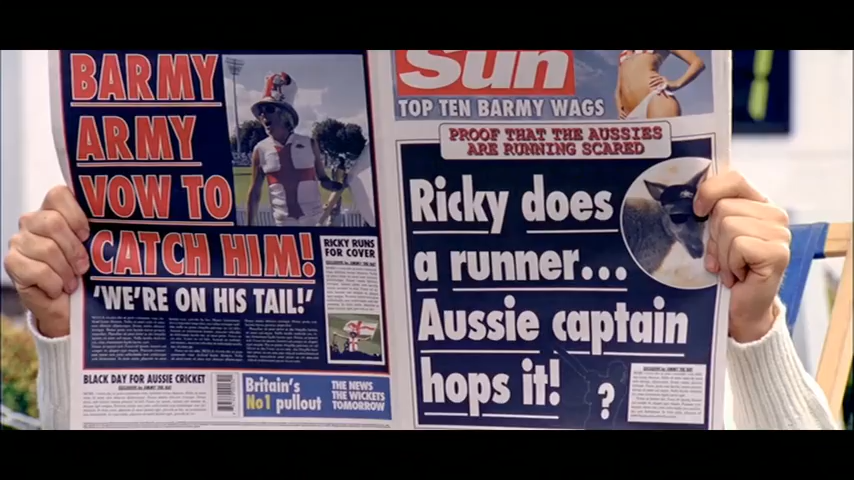 BARMY
ARMY
VOW TO
CATCH HIM!
'WE'RE ON HIS TAIL!'
RICKY RUNS
FOR COVER
BLACK DAY FOR AUSSIE CRICKET
Britain's
No1 pullout
THE NEWS
THE WICKETS
TOMORROW
Sun
TOP TEN BARMY WAGS
PROOF THAT THE AUSSIES
ARE RUNNING SCARED
Ricky does
a runner...
Aussie captain
hops it!
?